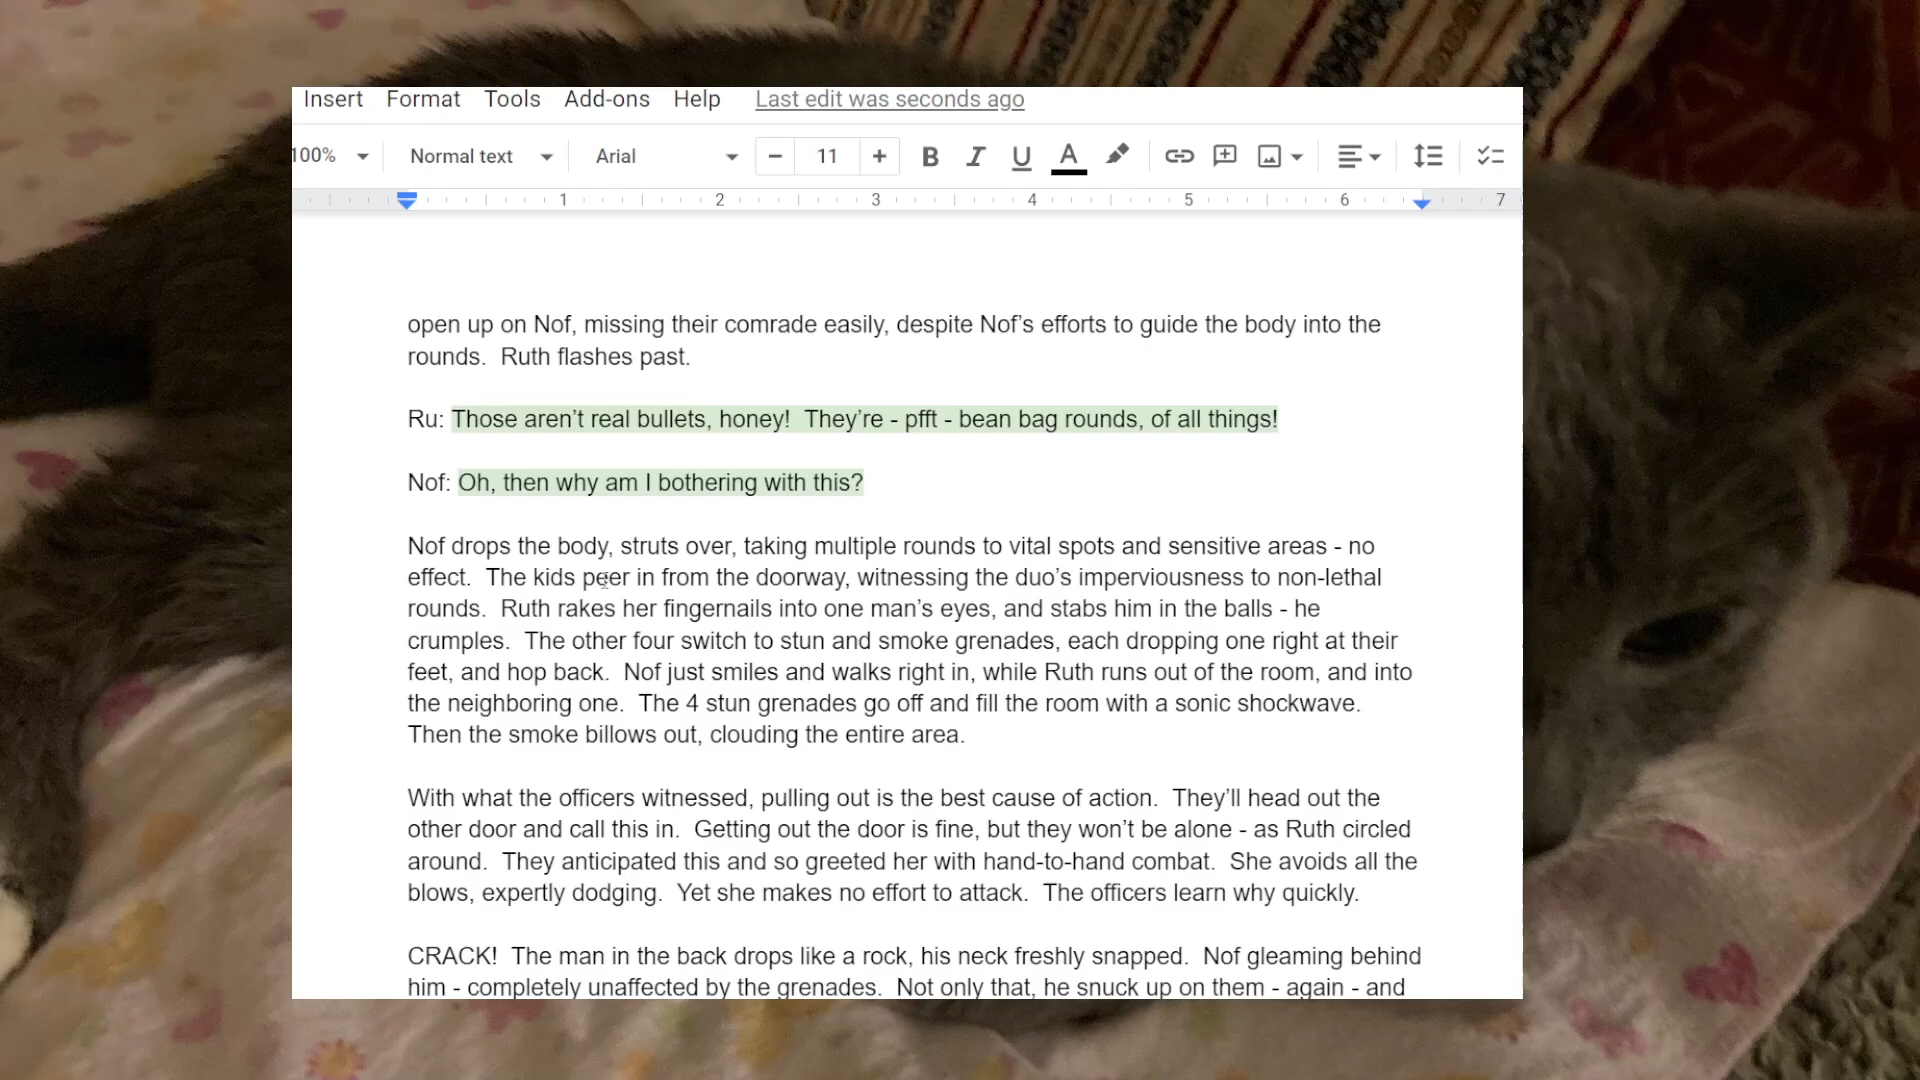 Insert Format Tools Add-ons Help Last edit was seconds ago
100% Normal text Arial − 11 + B I U A
1 2 3 4 5 6 7
open up on Nof, missing their comrade easily, despite Nof’s efforts to guide the body into the
rounds.  Ruth flashes past.
Ru: Those aren’t real bullets, honey!  They’re - pfft - bean bag rounds, of all things!
Nof: Oh, then why am I bothering with this?
Nof drops the body, struts over, taking multiple rounds to vital spots and sensitive areas - no
effect.  The kids peer in from the doorway, witnessing the duo’s imperviousness to non-lethal
rounds.  Ruth rakes her fingernails into one man’s eyes, and stabs him in the balls - he
crumples.  The other four switch to stun and smoke grenades, each dropping one right at their
feet, and hop back.  Nof just smiles and walks right in, while Ruth runs out of the room, and into
the neighboring one.  The 4 stun grenades go off and fill the room with a sonic shockwave.
Then the smoke billows out, clouding the entire area.
With what the officers witnessed, pulling out is the best cause of action.  They’ll head out the
other door and call this in.  Getting out the door is fine, but they won’t be alone - as Ruth circled
around.  They anticipated this and so greeted her with hand-to-hand combat.  She avoids all the
blows, expertly dodging.  Yet she makes no effort to attack.  The officers learn why quickly.
CRACK!  The man in the back drops like a rock, his neck freshly snapped.  Nof gleaming behind
him - completely unaffected by the grenades.  Not only that, he snuck up on them - again - and